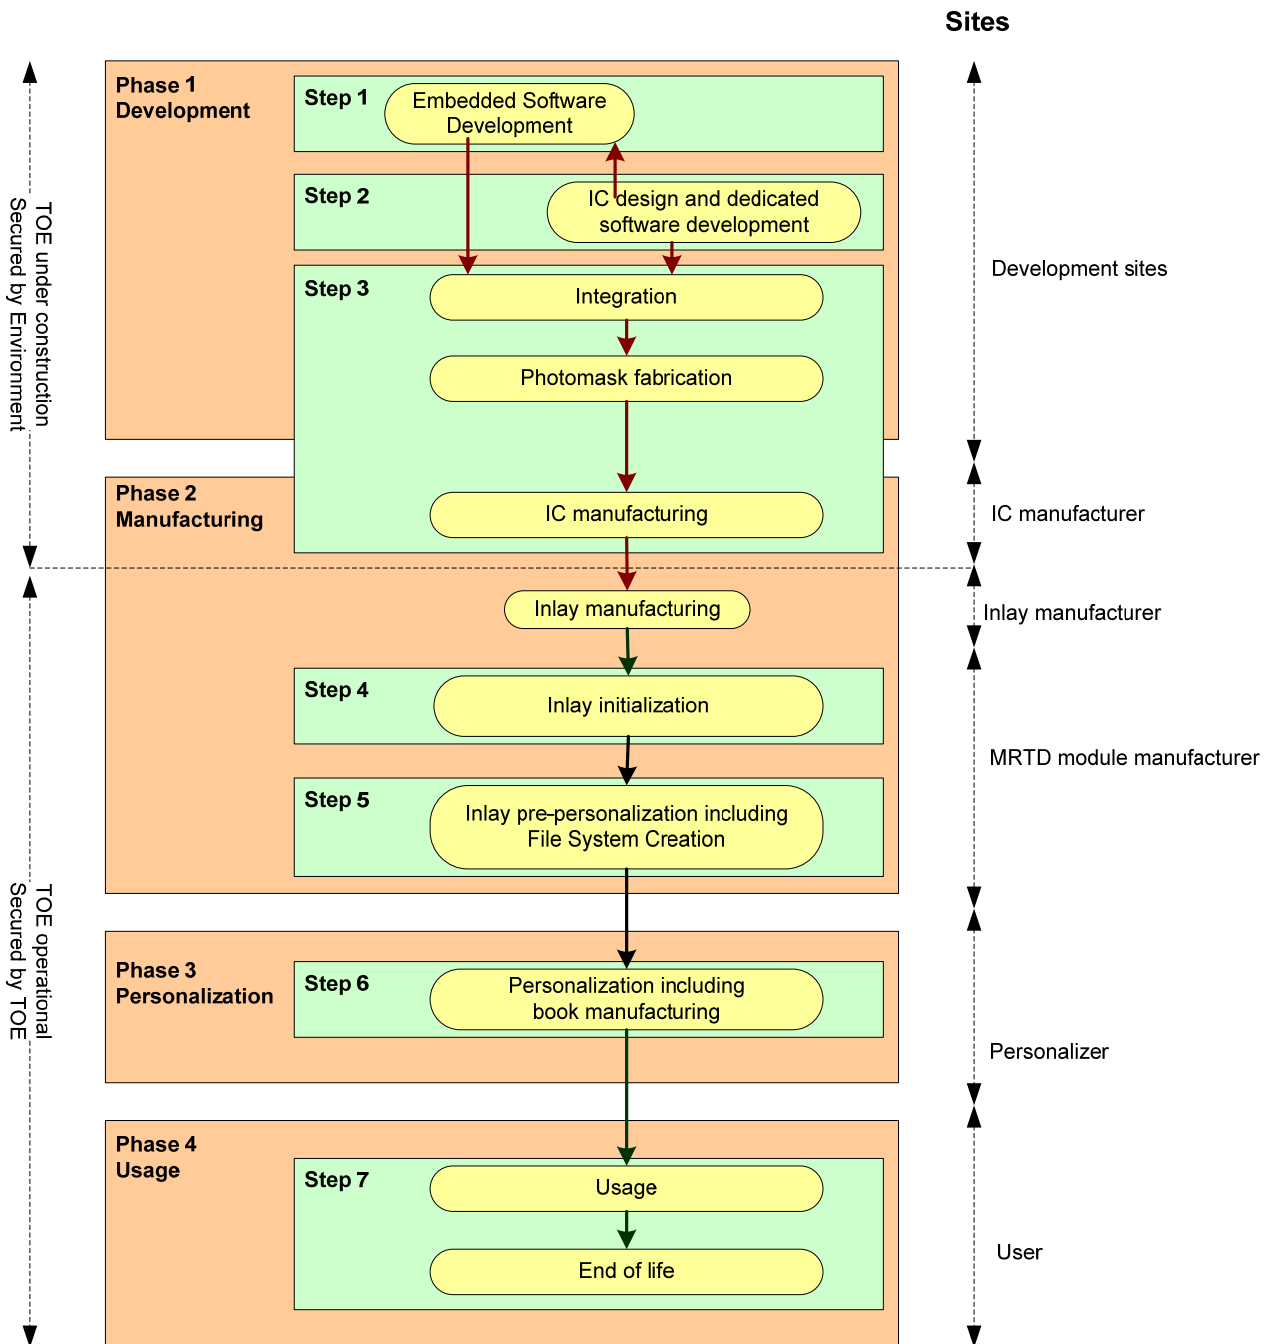 Sites
Phase 1
Development
Step 1
Embedded Software
Development
Step 2
IC design and dedicated
software development
TOE under construction
Secured by Environment
Development sites
Step 3
Integration
Photomask fabrication
Phase 2
Manufacturing
IC manufacturing
IC manufacturer
Inlay manufacturing
Inlay manufacturer
Step 4
Inlay initialization
MRTD module manufacturer
Step 5
Inlay pre-personalization including
File System Creation
TOE operational
Secured by TOE
Phase 3
Personalization
Step 6
Personalization including
book manufacturing
Personalizer
Phase 4
Usage
Step 7
Usage
User
End of life